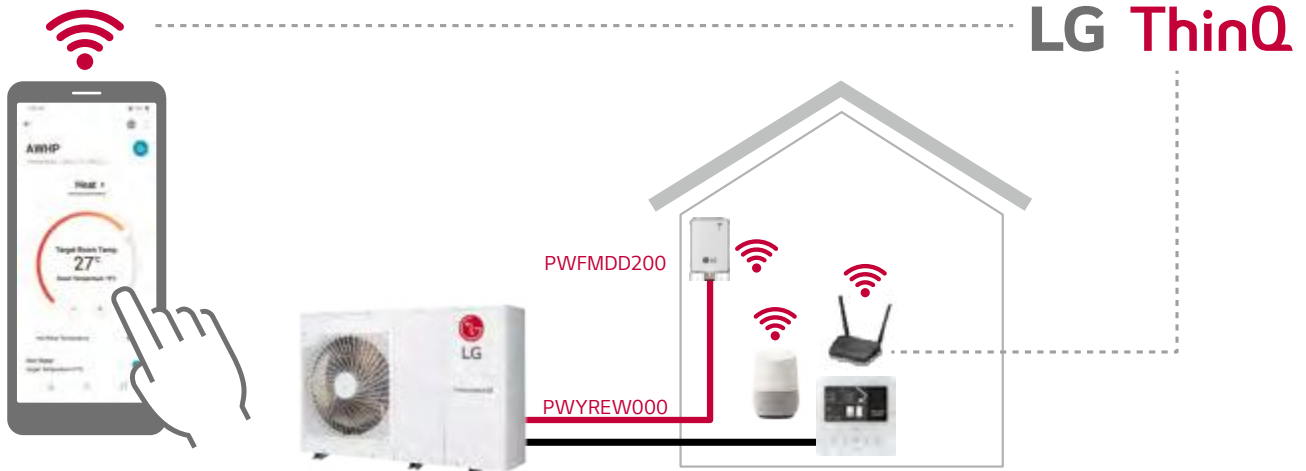 LG ThinQ
AWHP
Heat
Target Room Temp.
27°C
PWFMDD200
LG
LG
PWYREW000